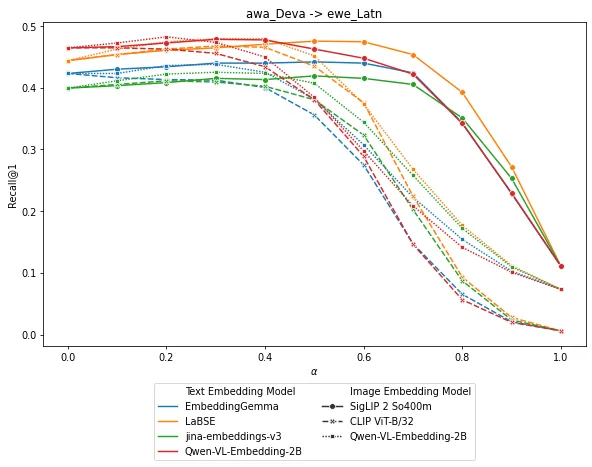 awa_Deva -> ewe_Latn
Recall@1
0.5
0.4
0.3
0.2
0.1
0.0
0.0 0.2 0.4 0.6 0.8 1.0
α
Text Embedding Model
EmbeddingGemma
LaBSE
jina-embeddings-v3
Qwen-VL-Embedding-2B
Image Embedding Model
SigLIP 2 So400m
CLIP ViT-B/32
Qwen-VL-Embedding-2B